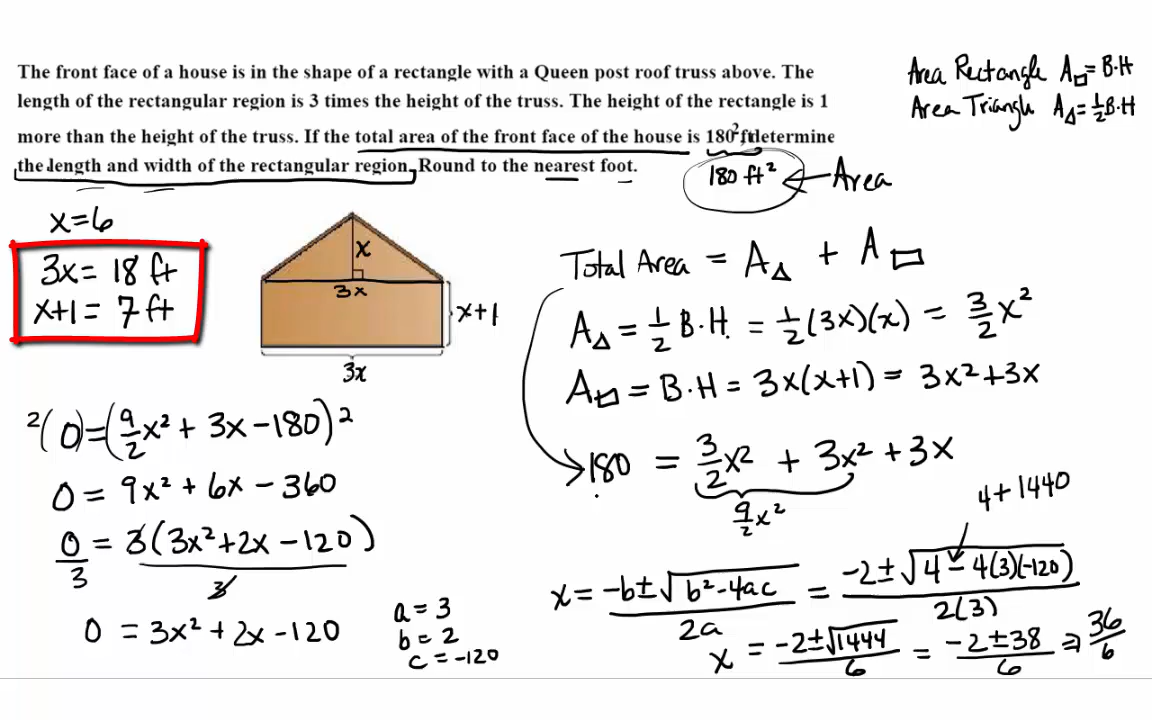 The front face of a house is in the shape of a rectangle with a Queen post roof truss above. The
length of the rectangular region is 3 times the height of the truss. The height of the rectangle is 1
more than the height of the truss. If the total area of the front face of the house is 180 ft², determine
the length and width of the rectangular region. Round to the nearest foot.
Area Rectangle A▭ = B·H
Area Triangle A△ = ½B·H
180 ft² ← Area
x=6
3x = 18 ft
x+1 = 7 ft
x
3x
x+1
3x
Total Area = A△ + A▭
A△ = ½ B·H = ½(3x)(x) = 3/2 x²
A▭ = B·H = 3x(x+1) = 3x²+3x
180 = 3/2 x² + 3x² + 3x
9/2 x²
²(0)=(9/2 x² + 3x − 180)2
0 = 9x² + 6x − 360
0/3 = 3(3x²+2x −120)/3
0 = 3x² + 2x − 120
a = 3
b = 2
c = −120
4+1440
x = −b±√b²−4ac / 2a = −2±√4 − 4(3)(−120) / 2(3)
x = −2±√1444 / 6 = −2±38 / 6 ⇒ 36/6